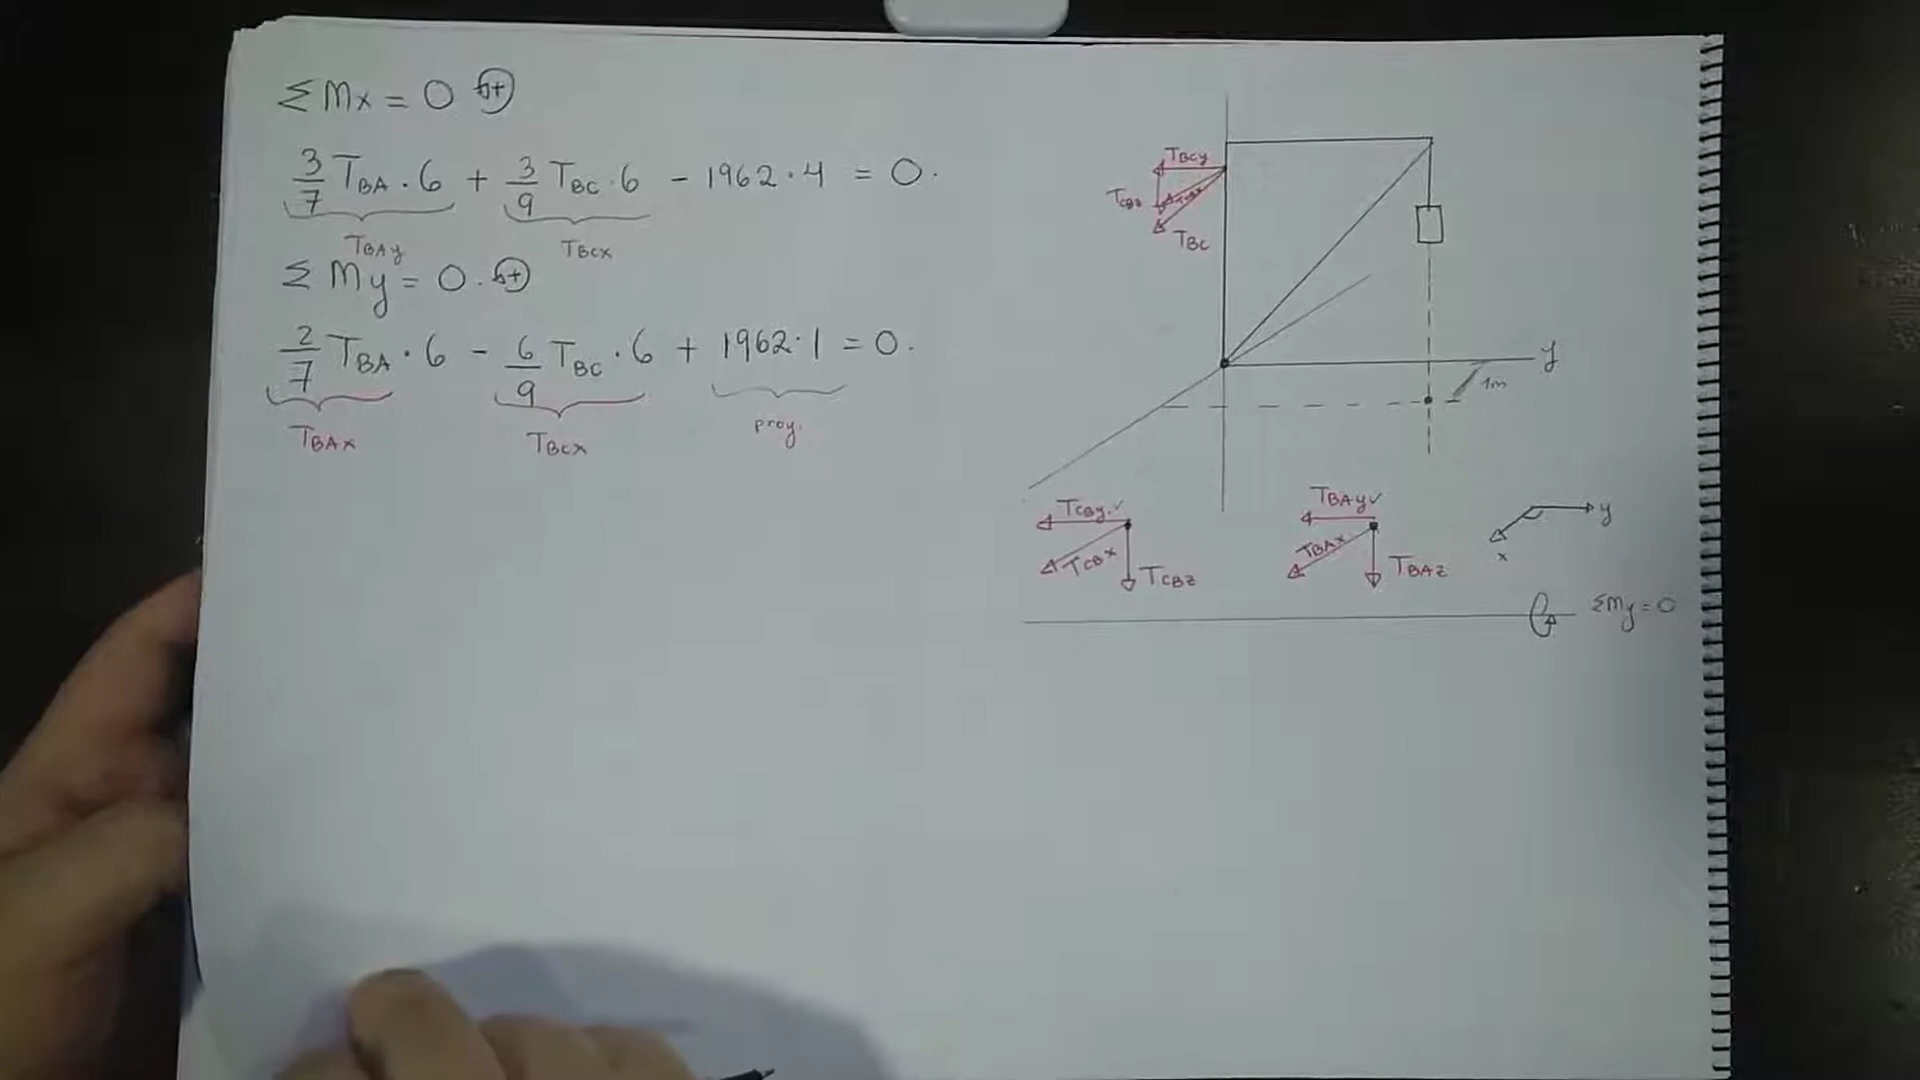 ΣMx = 0 ↺+
3/7 TBA · 6 + 3/9 TBC · 6 - 1962 · 4 = 0.
TBAy TBCx
ΣMy = 0. ↺+
2/7 TBA · 6 - 6/9 TBC · 6 + 1962 · 1 = 0.
TBAx TBCx proy.
TBCy
TCBz TCBx
TBC
y
1m
TCBy ✓
TCBx
TCBz
TBAy ✓
TBAx
TBAz
y
x
ΣMy = 0